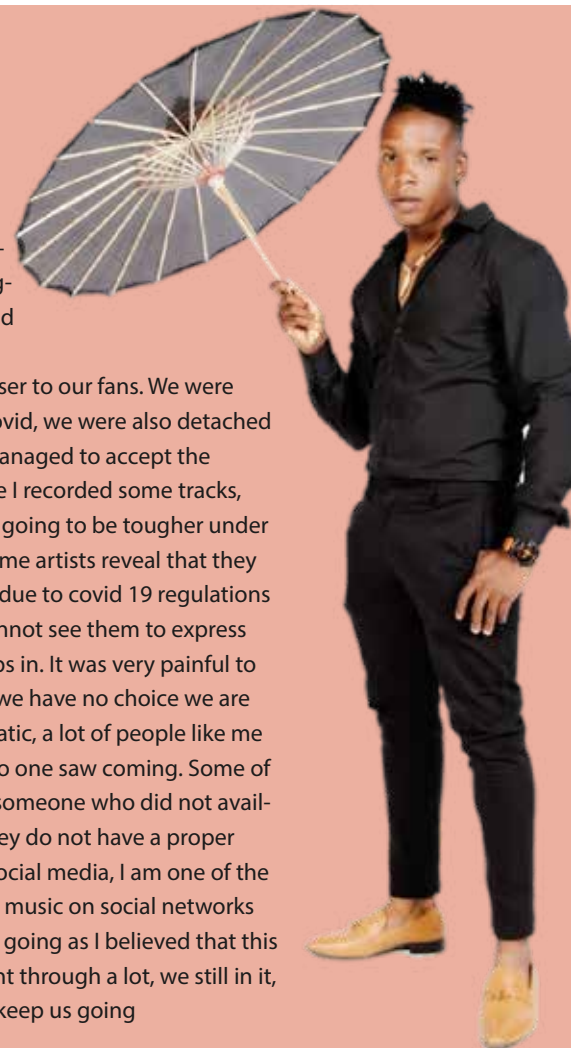 -
g-
d
ser to our fans. We were
ovid, we were also detached
anaged to accept the
e I recorded some tracks,
going to be tougher under
me artists reveal that they
due to covid 19 regulations
nnot see them to express
os in. It was very painful to
we have no choice we are
atic, a lot of people like me
o one saw coming. Some of
someone who did not avail-
ey do not have a proper
ocial media, I am one of the
music on social networks
going as I believed that this
nt through a lot, we still in it,
keep us going